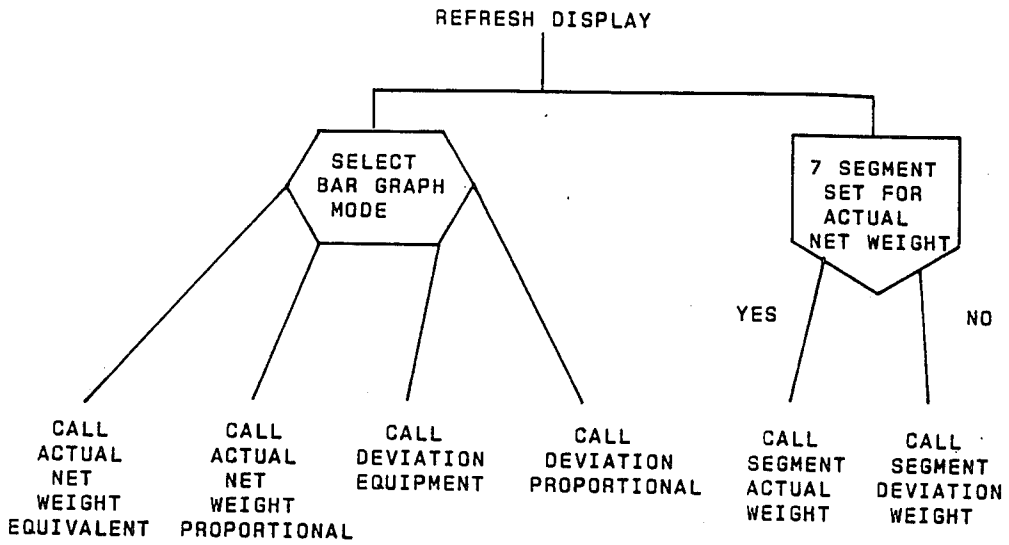 REFRESH DISPLAY
SELECT
BAR GRAPH
MODE
7 SEGMENT
SET FOR
ACTUAL
NET WEIGHT
YES
NO
CALL
ACTUAL
NET
WEIGHT
EQUIVALENT
CALL
ACTUAL
NET
WEIGHT
PROPORTIONAL
CALL
DEVIATION
EQUIPMENT
CALL
DEVIATION
PROPORTIONAL
CALL
SEGMENT
ACTUAL
WEIGHT
CALL
SEGMENT
DEVIATION
WEIGHT